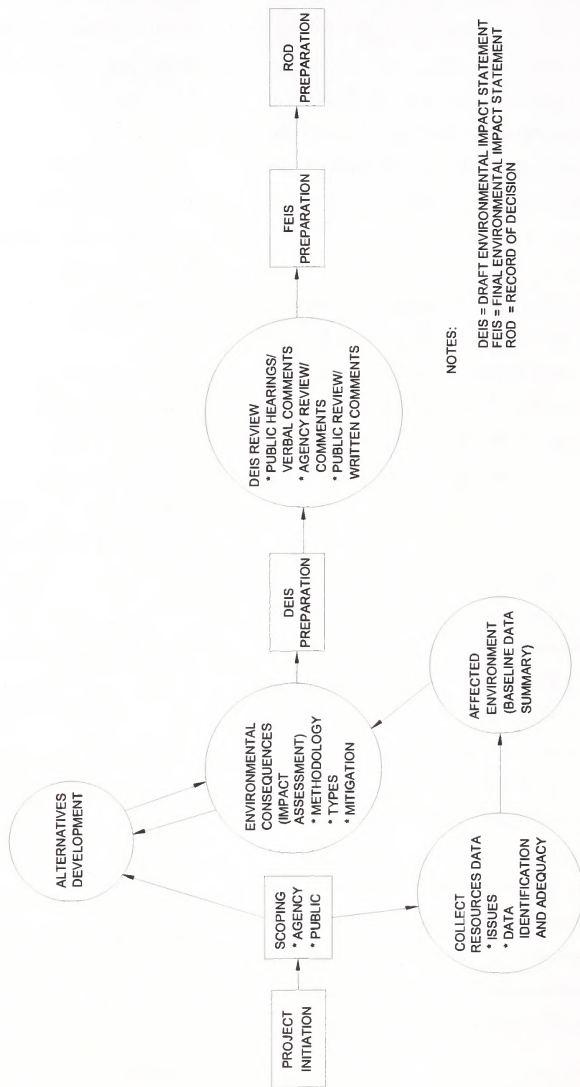 PROJECT
INITIATION
SCOPING
* AGENCY
* PUBLIC
ALTERNATIVES
DEVELOPMENT
COLLECT
RESOURCES DATA
* ISSUES
* DATA
IDENTIFICATION
AND ADEQUACY
AFFECTED
ENVIRONMENT
(BASELINE DATA
SUMMARY)
ENVIRONMENTAL
CONSEQUENCES
(IMPACT
ASSESSMENT)
* METHODOLOGY
* TYPES
* MITIGATION
DEIS
PREPARATION
DEIS REVIEW
* PUBLIC HEARINGS/
VERBAL COMMENTS
* AGENCY REVIEW/
COMMENTS
* PUBLIC REVIEW/
WRITTEN COMMENTS
FEIS
PREPARATION
ROD
PREPARATION
NOTES:
DEIS = DRAFT ENVIRONMENTAL IMPACT STATEMENT
FEIS = FINAL ENVIRONMENT IMPACT STATEMENT
ROD = RECORD OF DECISION